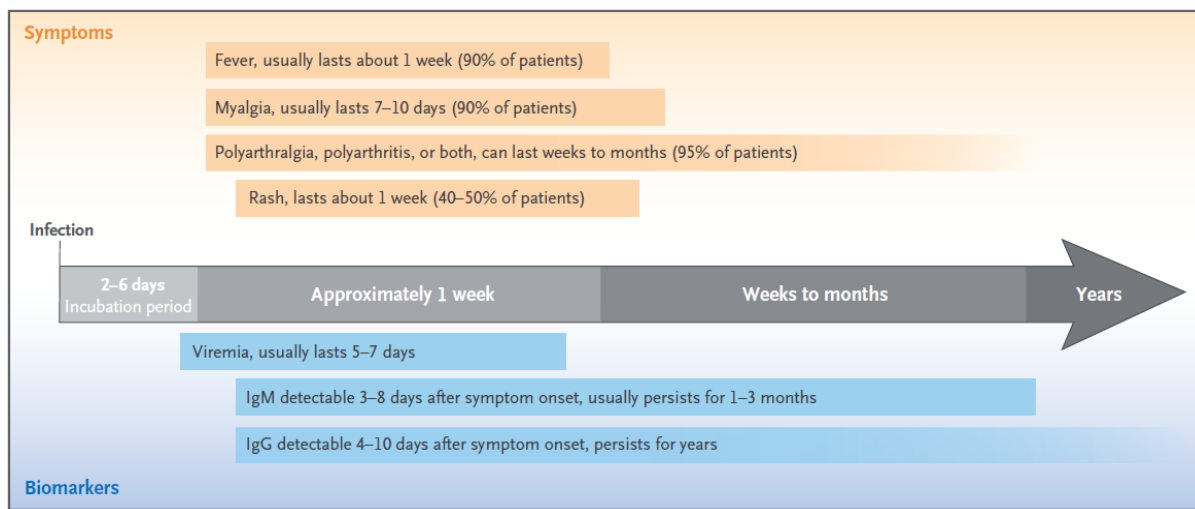 Symptoms
Fever, usually lasts about 1 week (90% of patients)
Myalgia, usually lasts 7–10 days (90% of patients)
Polyarthralgia, polyarthritis, or both, can last weeks to months (95% of patients)
Rash, lasts about 1 week (40–50% of patients)
Infection
2–6 days
Incubation period
Approximately 1 week
Weeks to months
Years
Viremia, usually lasts 5–7 days
IgM detectable 3–8 days after symptom onset, usually persists for 1–3 months
IgG detectable 4–10 days after symptom onset, persists for years
Biomarkers